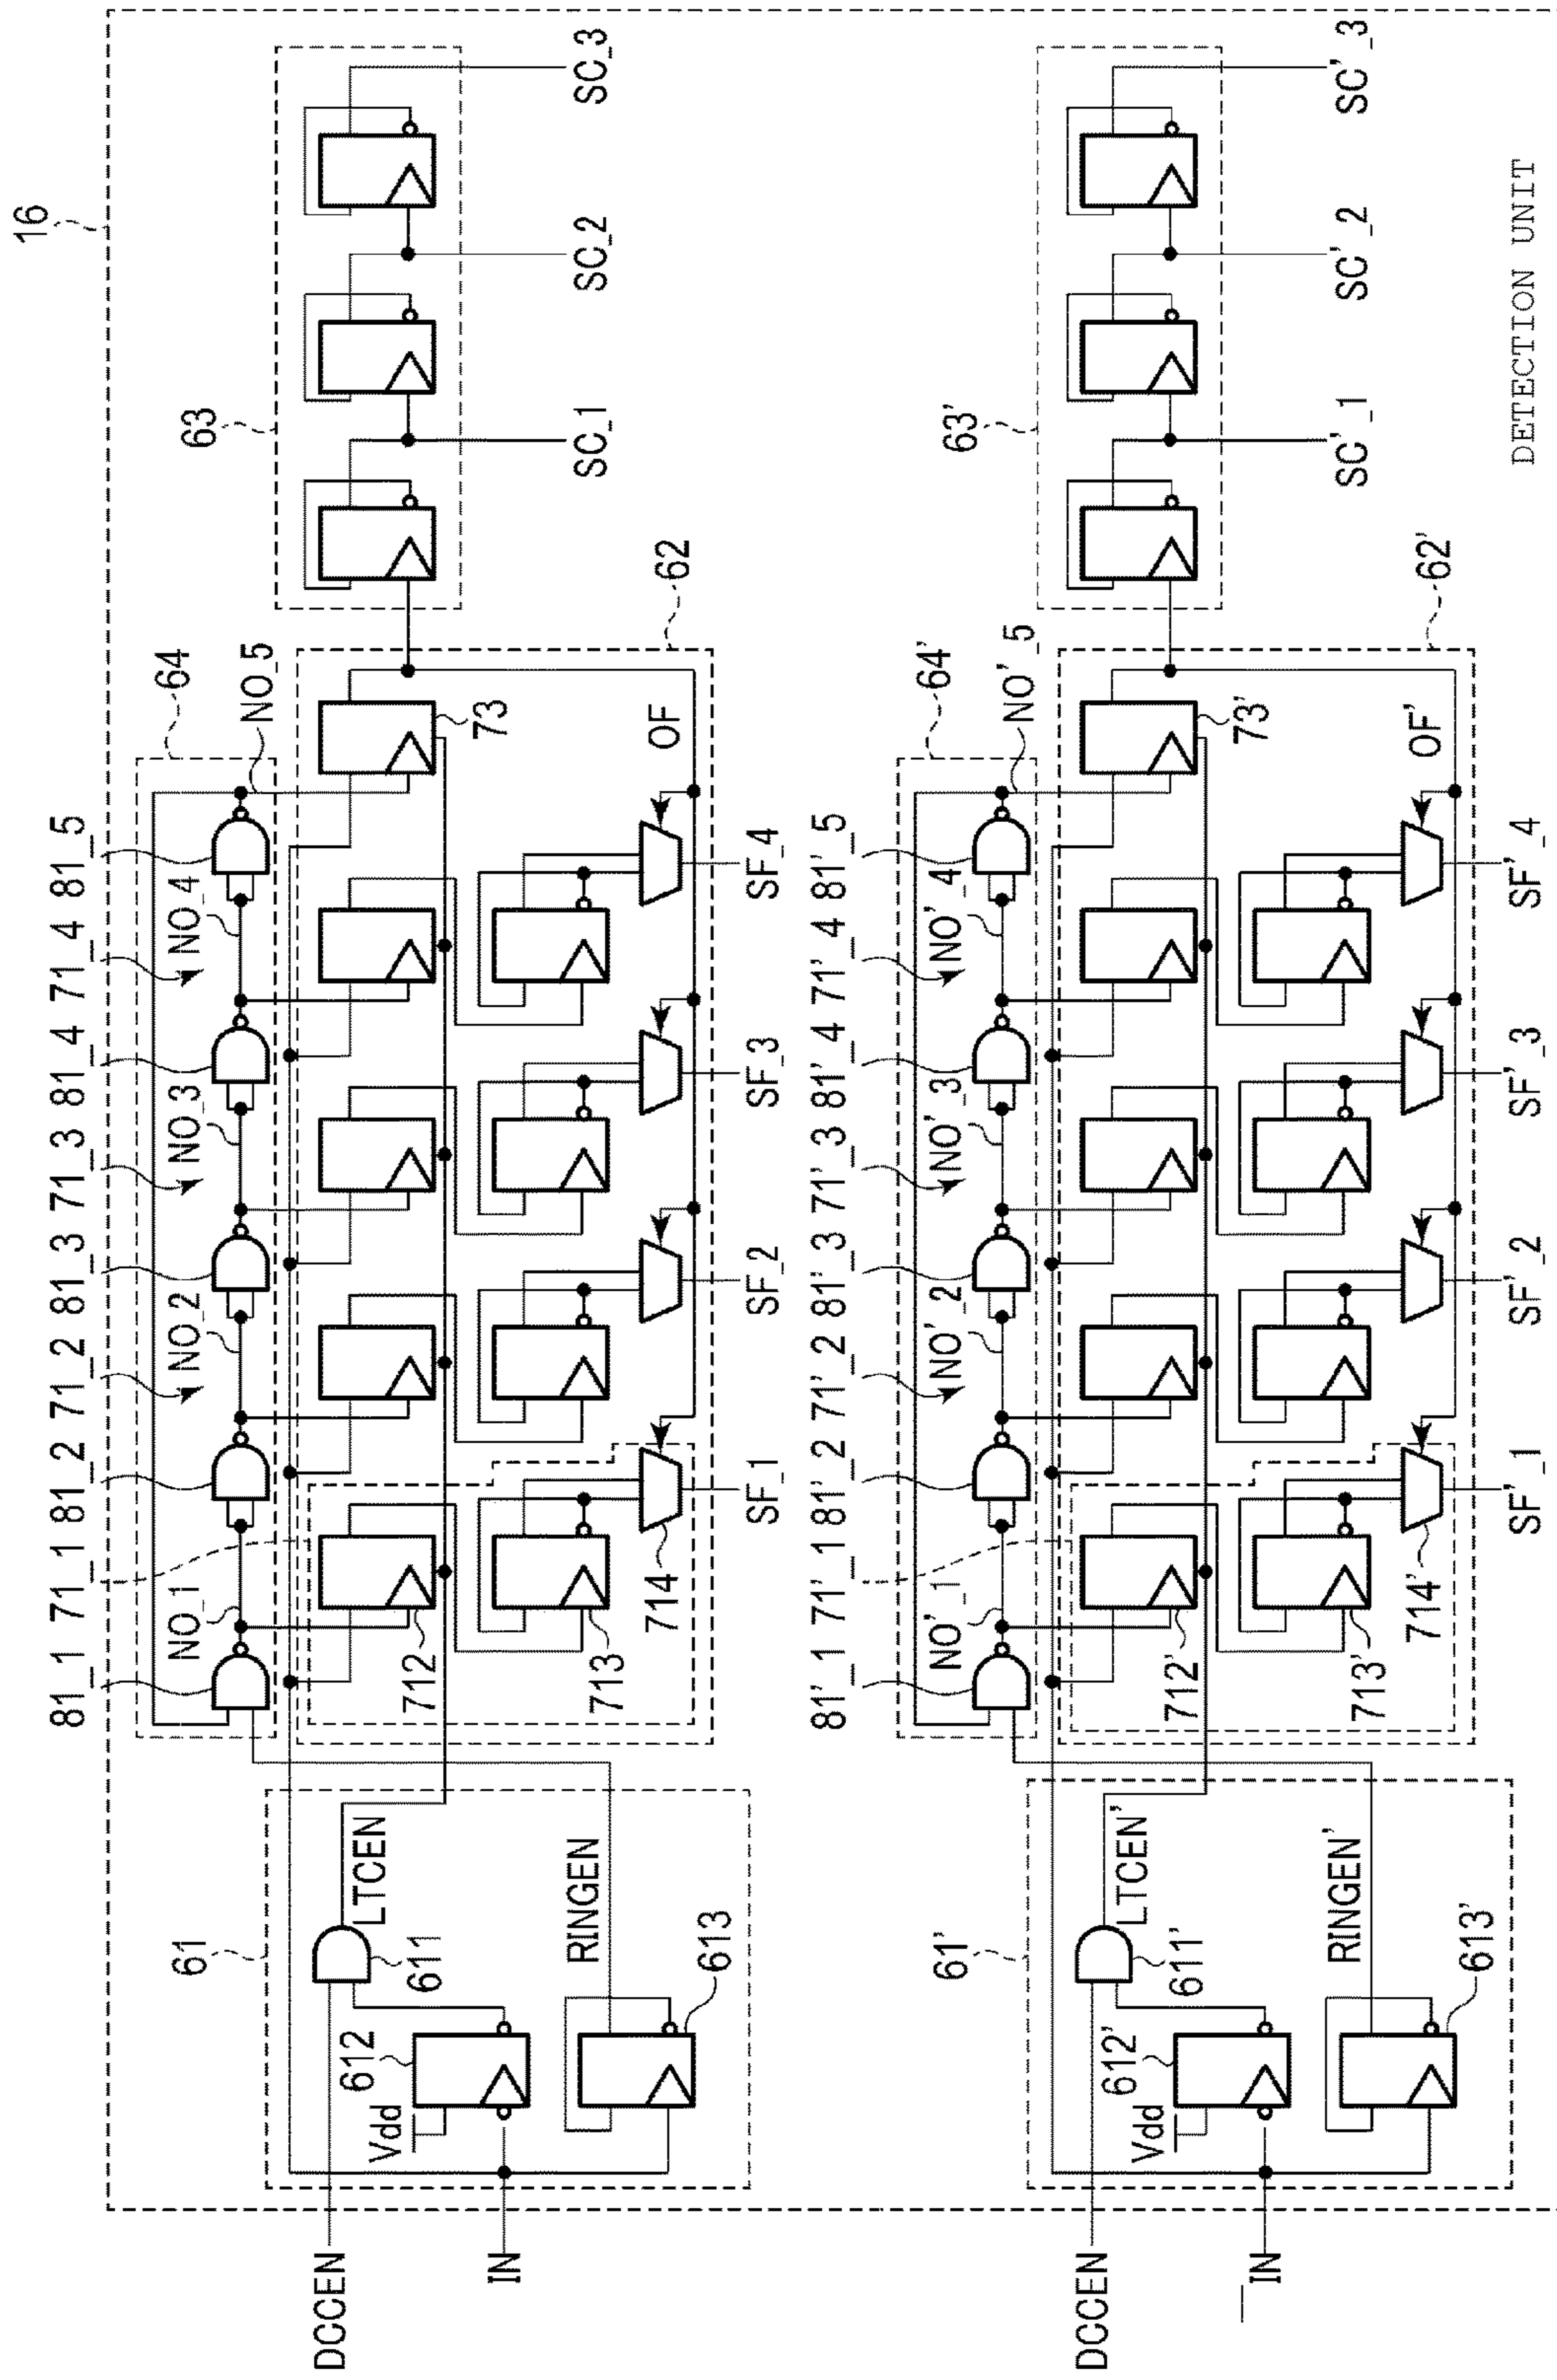 16
81_1 71_1 81_2 71_2 81_3 71_3 81_4 71_4 81_5
64
63
NO_1
NO_2
NO_3
NO_4
NO_5
61
DCCEN
611
LTCEN
612
Vdd
IN
RINGEN
613
712
713
714
73
OF
62
SF_1
SF_2
SF_3
SF_4
SC_1
SC_2
SC_3
81'_1 71'_1 81'_2 71'_2 81'_3 71'_3 81'_4 71'_4 81'_5
64'
63'
NO'_1
NO'_2
NO'_3
NO'_4
NO'_5
61'
DCCEN
611'
LTCEN'
612'
Vdd
IN
RINGEN'
613'
712'
713'
714'
73'
OF'
62'
SF'_1
SF'_2
SF'_3
SF'_4
SC'_1
SC'_2
SC'_3
DETECTION UNIT